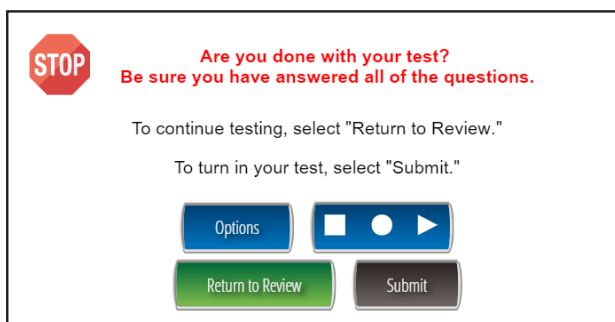 STOP
Are you done with your test?
Be sure you have answered all of the questions.
To continue testing, select "Return to Review."
To turn in your test, select "Submit."
Options
Return to Review
Submit